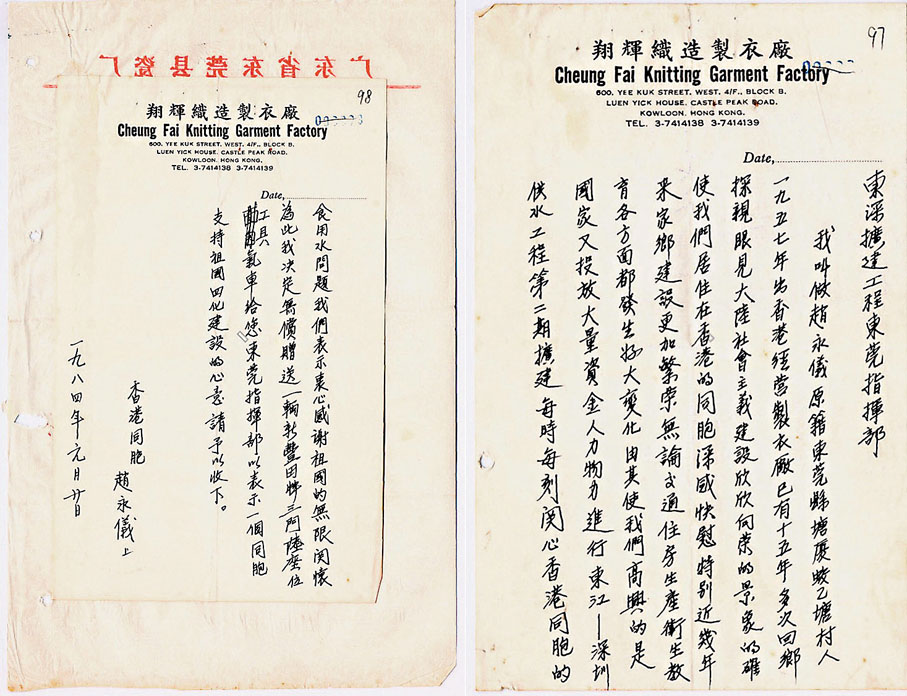 97
翔輝織造製衣廠
Cheung Fai Knitting Garment Factory
600. YEE KUK STREET. WEST. 4/F., BLOCK B.
LUEN YICK HOUSE. CASTLE PEAK ROAD.
KOWLOON. HONG KONG.
TEL. 3-7414138 3-7414139
Date,
東深擴建工程東莞指揮部
我叫做趙永儀原籍東莞縣塘厦蛟乙塘村人
一九五七年出香港經營製衣廠已有十五年多次回鄉
探視眼見大陸社會主義建設欣欣向荣的景象的確
使我們居住在香港的同胞深感快慰特别近幾年
来家鄉建設更加繁荣無論交通住房生產衛生教
育各方面都發生好大變化由其使我們高興的是
國家又投放大量資金人力物力進行東江—深圳
供水工程第二期擴建每時每刻関心香港同胞的
广东省东莞县瓷厂
98
翔輝織造製衣廠
Cheung Fai Knitting Garment Factory
600. YEE KUK STREET. WEST. 4/F., BLOCK B.
LUEN YICK HOUSE. CASTLE PEAK ROAD.
KOWLOON. HONG KONG.
TEL. 3-7414138 3-7414139
Date,
食用水問題我們表示衷心感謝祖國的無限関懷
為此我决定無償贈送一輛新豐田牌三門陸座位
工具氣車给您東莞指揮部以表示一個同胞
支持祖國四化建設的心意請予以收下。
香港同胞 趙永儀上
一九八四年元月廿日